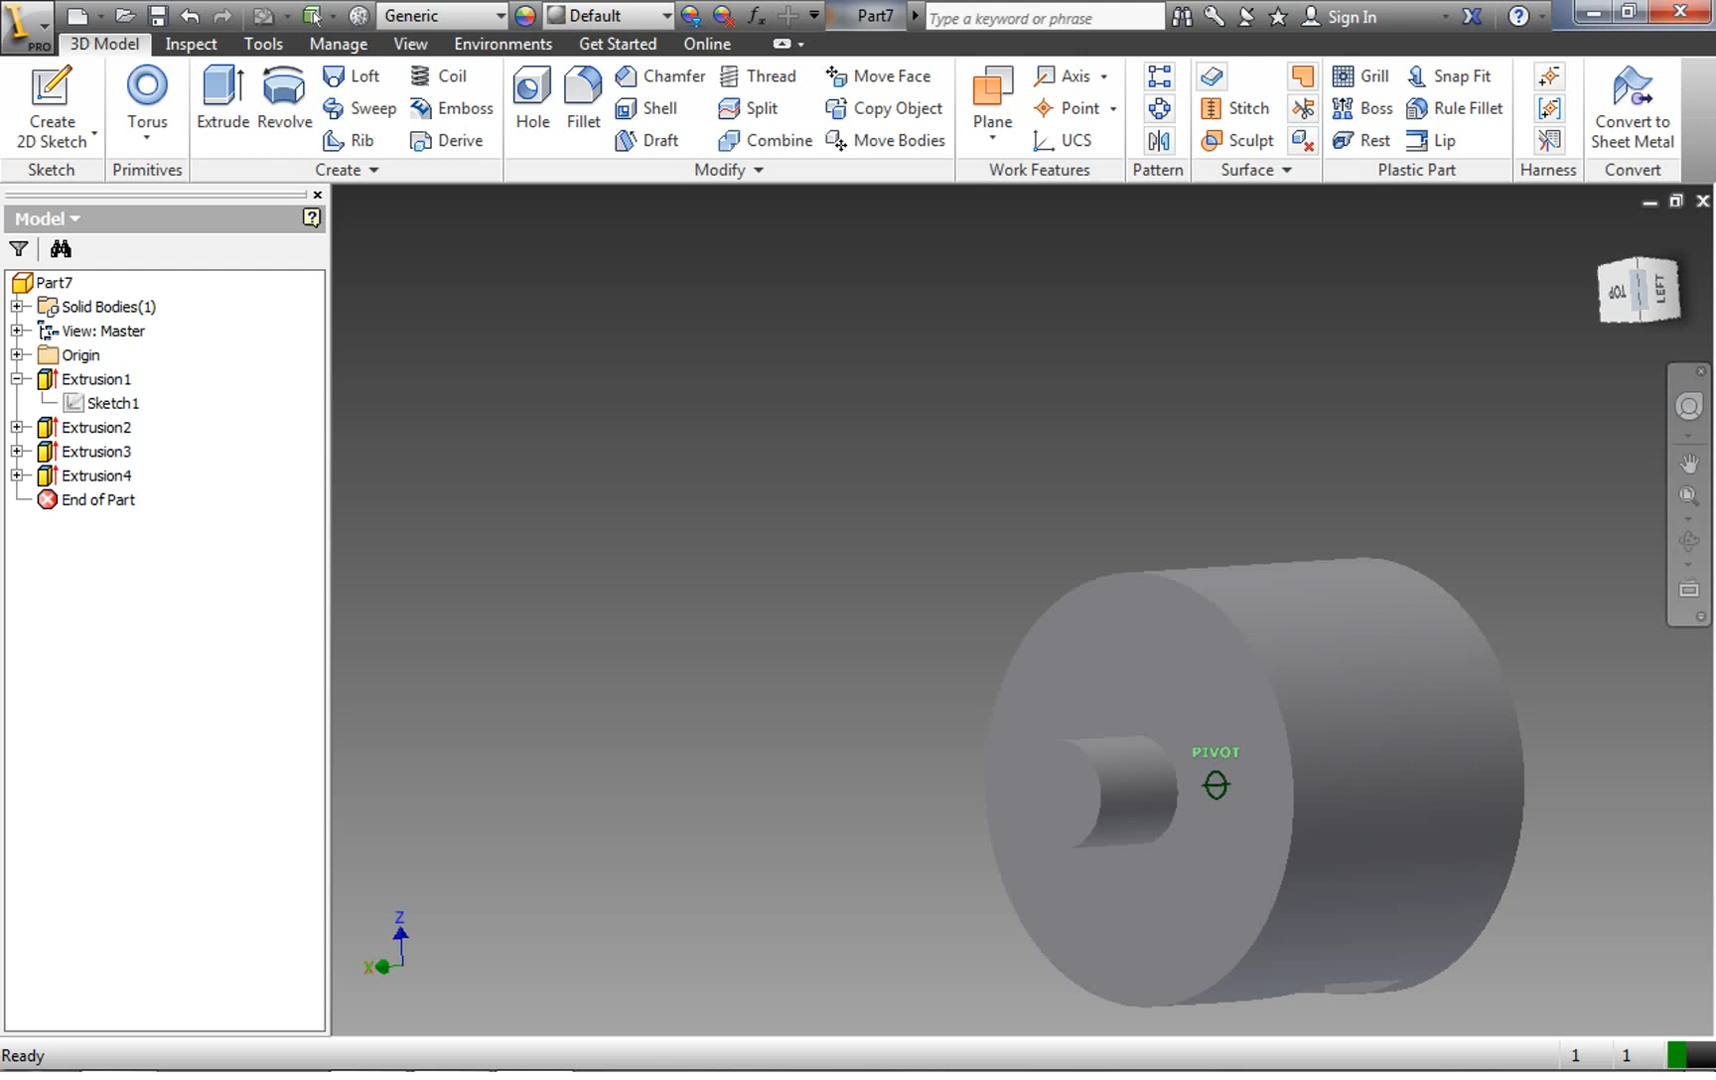 PRO
Generic
Default
Part7
Type a keyword or phrase
Sign In
3D Model
Inspect
Tools
Manage
View
Environments
Get Started
Online
Create
2D Sketch
Torus
Extrude
Revolve
Loft
Coil
Sweep
Emboss
Rib
Derive
Hole
Fillet
Chamfer
Thread
Move Face
Shell
Split
Copy Object
Draft
Combine
Move Bodies
Plane
Axis
Point
UCS
Stitch
Sculpt
Grill
Snap Fit
Boss
Rule Fillet
Rest
Lip
Convert to
Sheet Metal
Sketch
Primitives
Create
Modify
Work Features
Pattern
Surface
Plastic Part
Harness
Convert
Model
Part7
Solid Bodies(1)
View: Master
Origin
Extrusion1
Sketch1
Extrusion2
Extrusion3
Extrusion4
End of Part
TOP
LEFT
PIVOT
Z
X
Ready
1
1